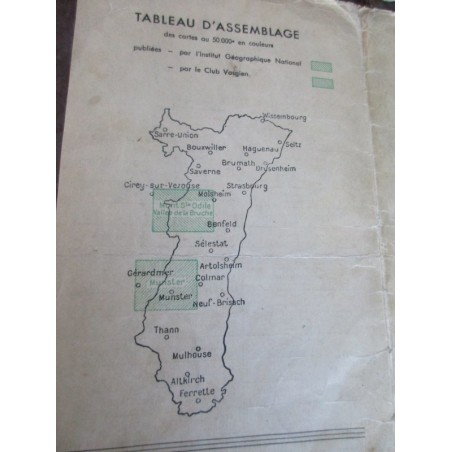 TABLEAU D'ASSEMBLAGE
des cartes au 50.000e en couleurs
publiées - par l'Institut Géographique National
- par le Club Vosgien.
Wissembourg
Sarre-Union
Seltz
Bouxwiller
Haguenau
Saverne
Brumath
Drusenheim
Cirey-sur-Vezouse
Strasbourg
Molsheim
Mont Ste Odile
Vallée de la Bruche
Benfeld
Sélestat
Artolsheim
Gérardmer
Colmar
Munster
Munster
Neuf-Brisach
Thann
Mulhouse
Altkirch
Ferrette